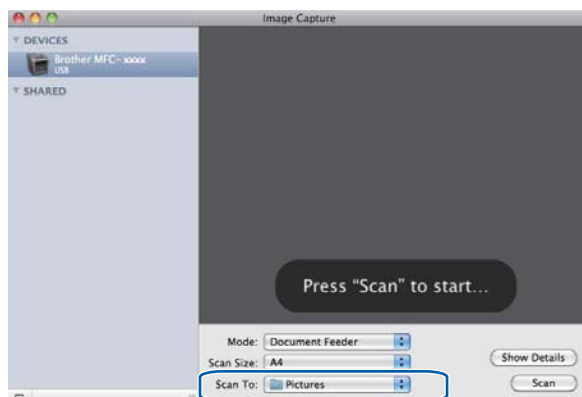 Image Capture
DEVICES
Brother MFC- xxxx
USB
SHARED
Press “Scan” to start...
Mode: Document Feeder
Scan Size: A4
Show Details
Scan To: Pictures
Scan